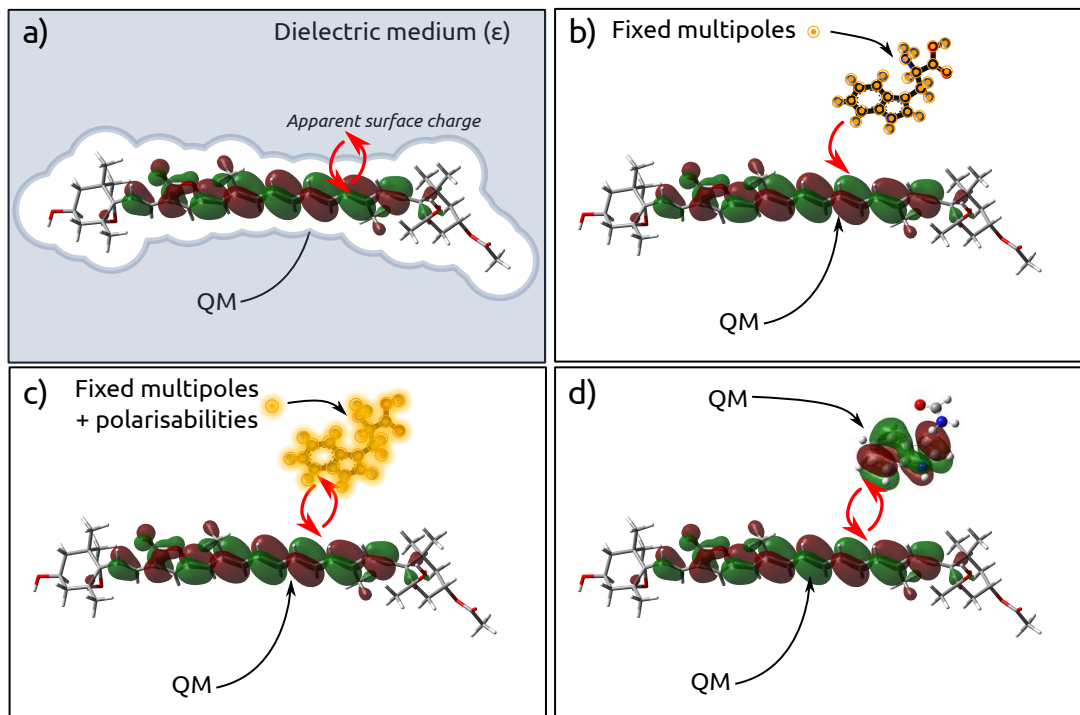 a)
Dielectric medium (ε)
Apparent surface charge
QM
b)
Fixed multipoles
QM
c)
Fixed multipoles
+ polarisabilities
QM
d)
QM
QM